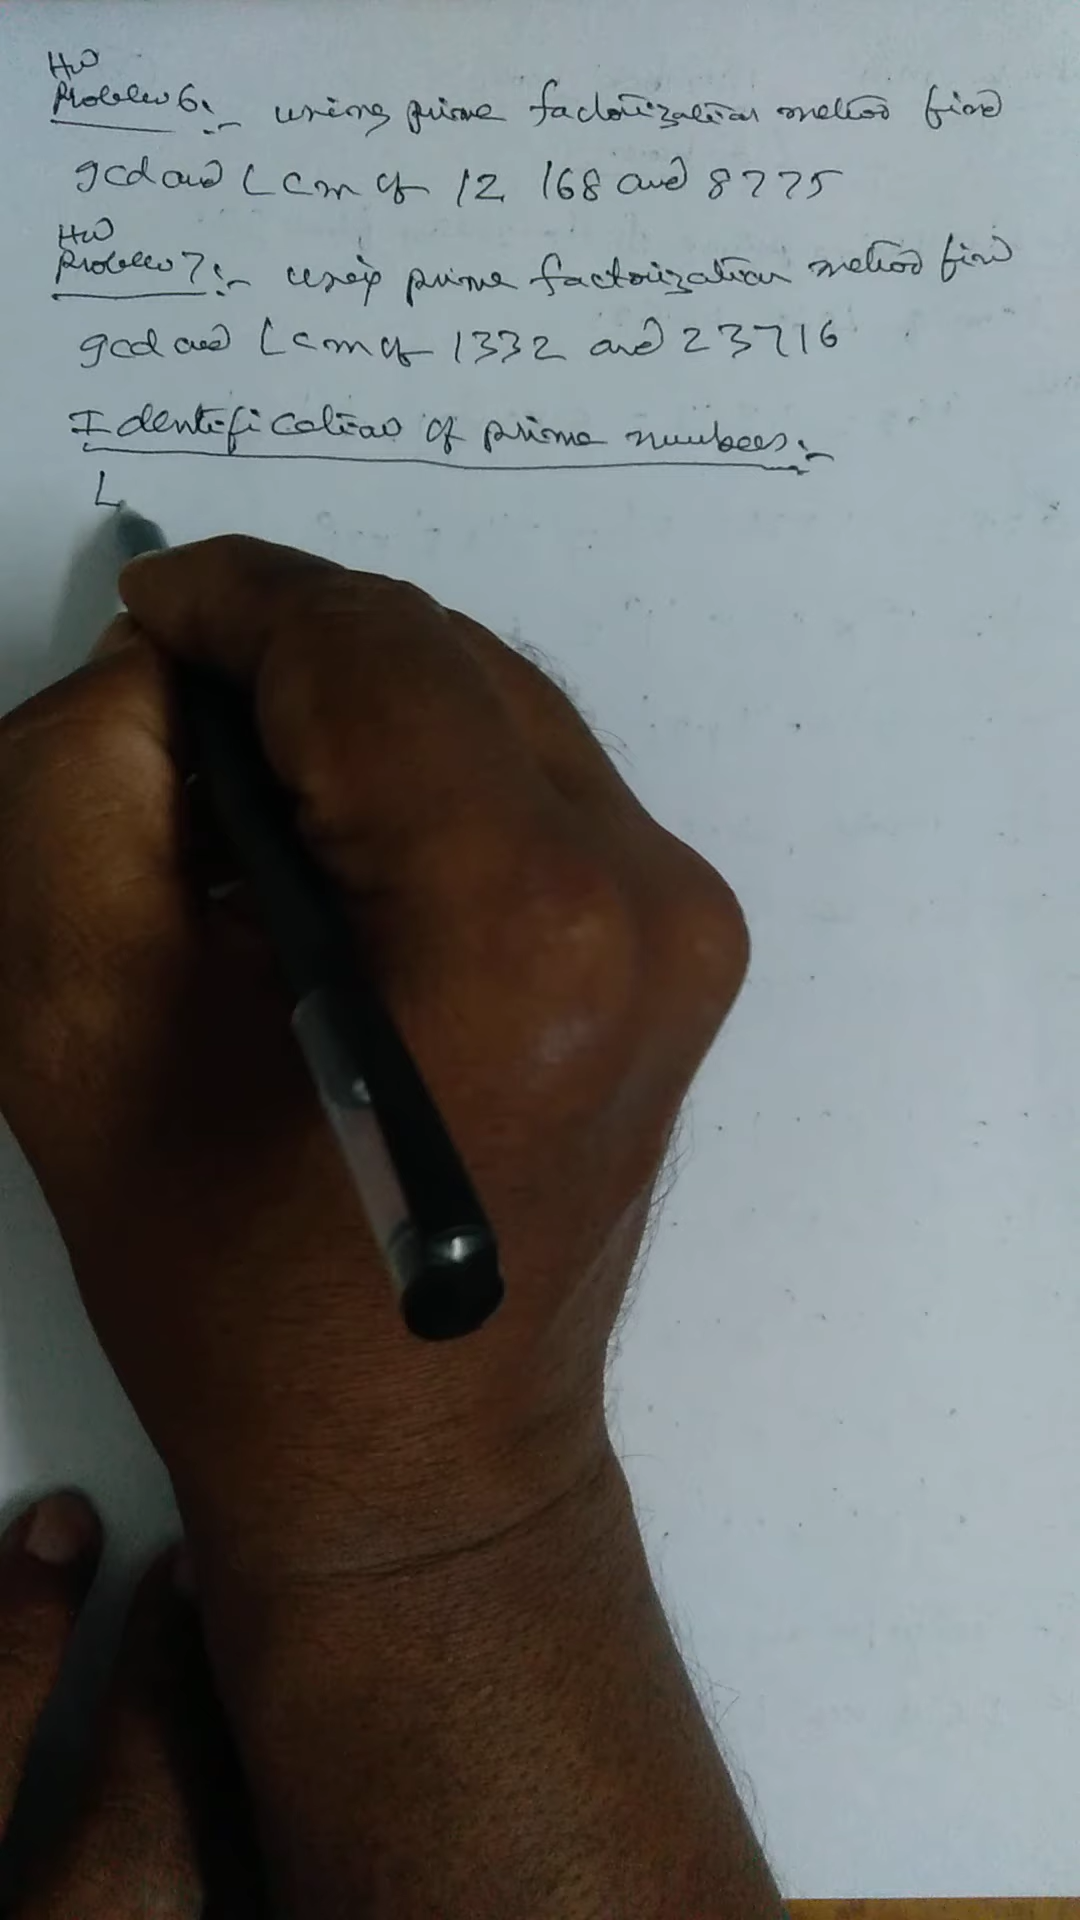 HW
Problem 6:- using prime factorization method find
gcd and Lcm of 12 168 and 8775
HW
Problem 7:- using prime factorization method find
gcd and Lcm of 1332 and 23716
Identification of prime numbers:-
L